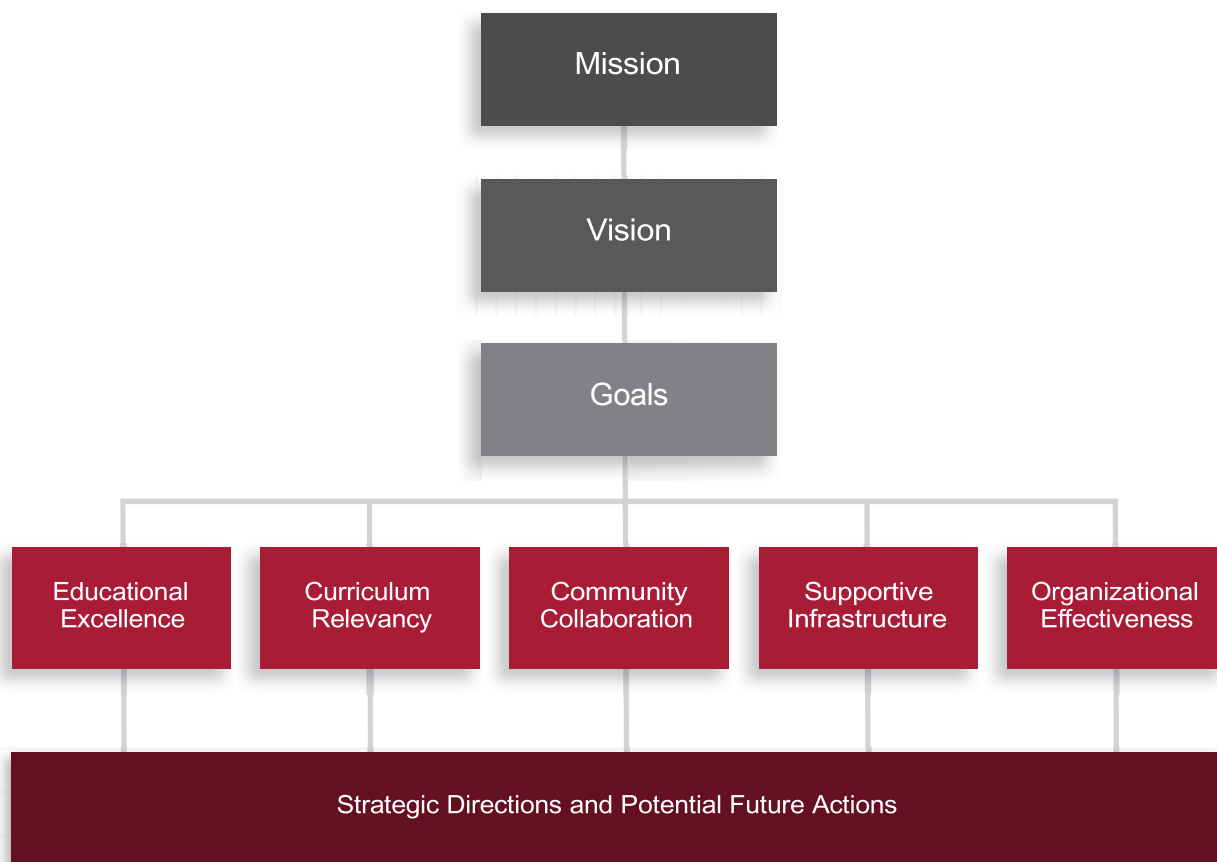 Mission
Vision
Goals
Educational
Excellence
Curriculum
Relevancy
Community
Collaboration
Supportive
Infrastructure
Organizational
Effectiveness
Strategic Directions and Potential Future Actions